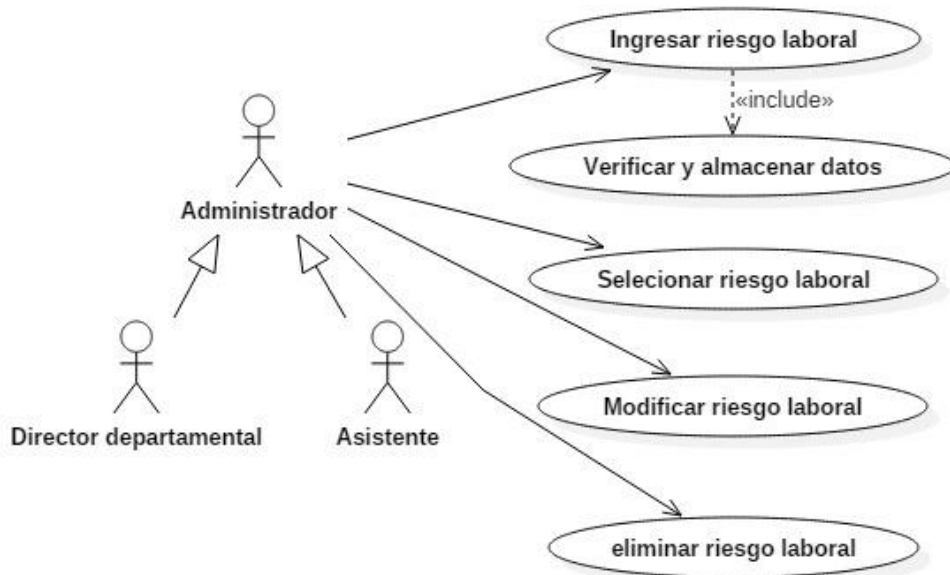 Ingresar riesgo laboral
«include»
Verificar y almacenar datos
Administrador
Selecionar riesgo laboral
Modificar riesgo laboral
Director departamental
Asistente
eliminar riesgo laboral